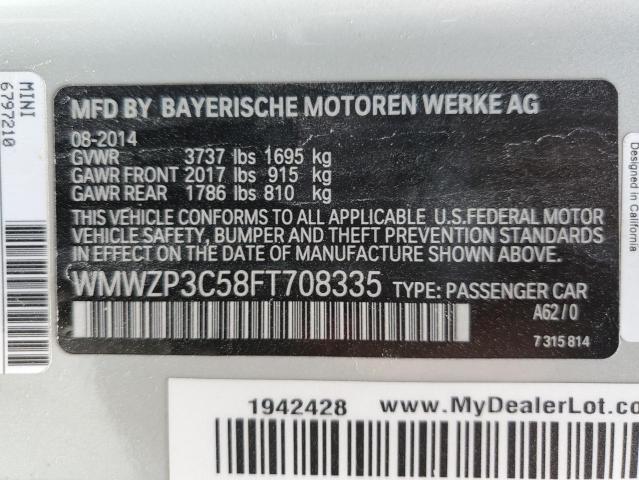 MFD BY BAYERISCHE MOTOREN WERKE AG
08-2014
GVWR 3737 lbs 1695 kg
GAWR FRONT 2017 lbs 915 kg
GAWR REAR 1786 lbs 810 kg
THIS VEHICLE CONFORMS TO ALL APPLICABLE U.S.FEDERAL MOTOR
VEHICLE SAFETY, BUMPER AND THEFT PREVENTION STANDARDS
IN EFFECT ON THE DATE OF MANUFACTURE SHOWN ABOVE.
WMWZP3C58FT708335 TYPE: PASSENGER CAR
A62/0
7315814
MINI
6797210
Designed in California
1942428 www.MyDealerLot.co